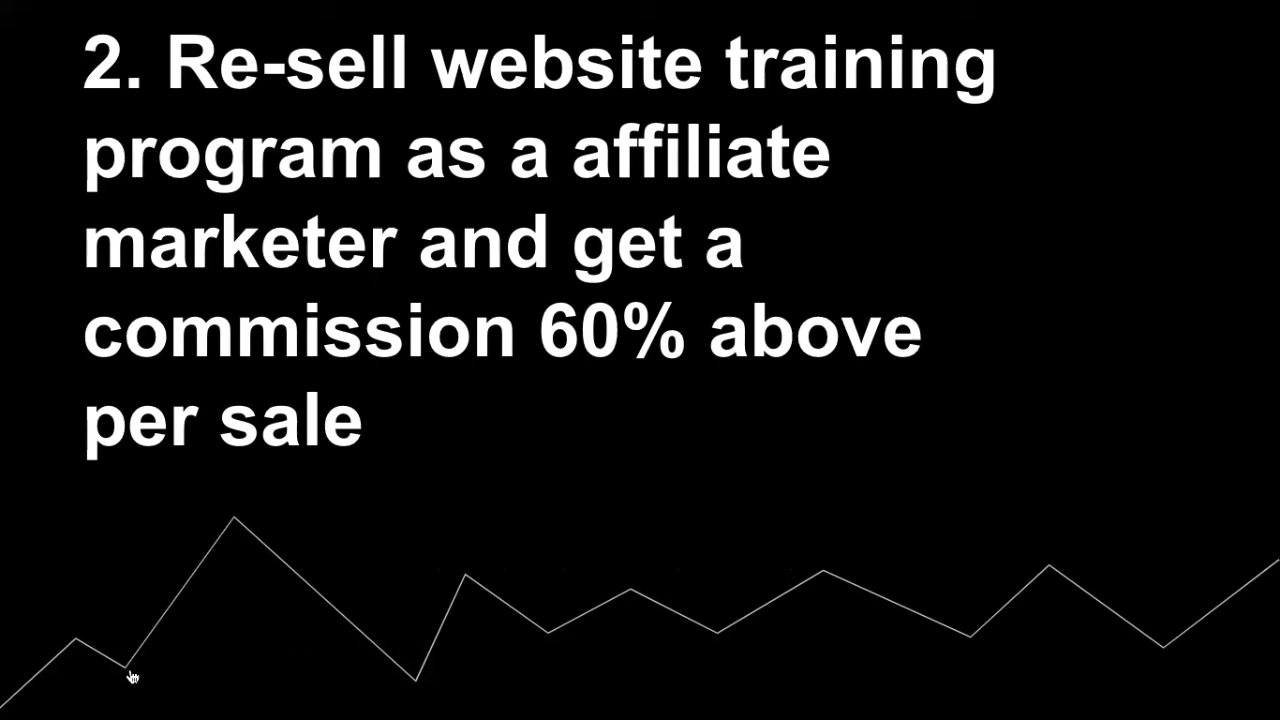 2. Re-sell website training
program as a affiliate
marketer and get a
commission 60% above
per sale